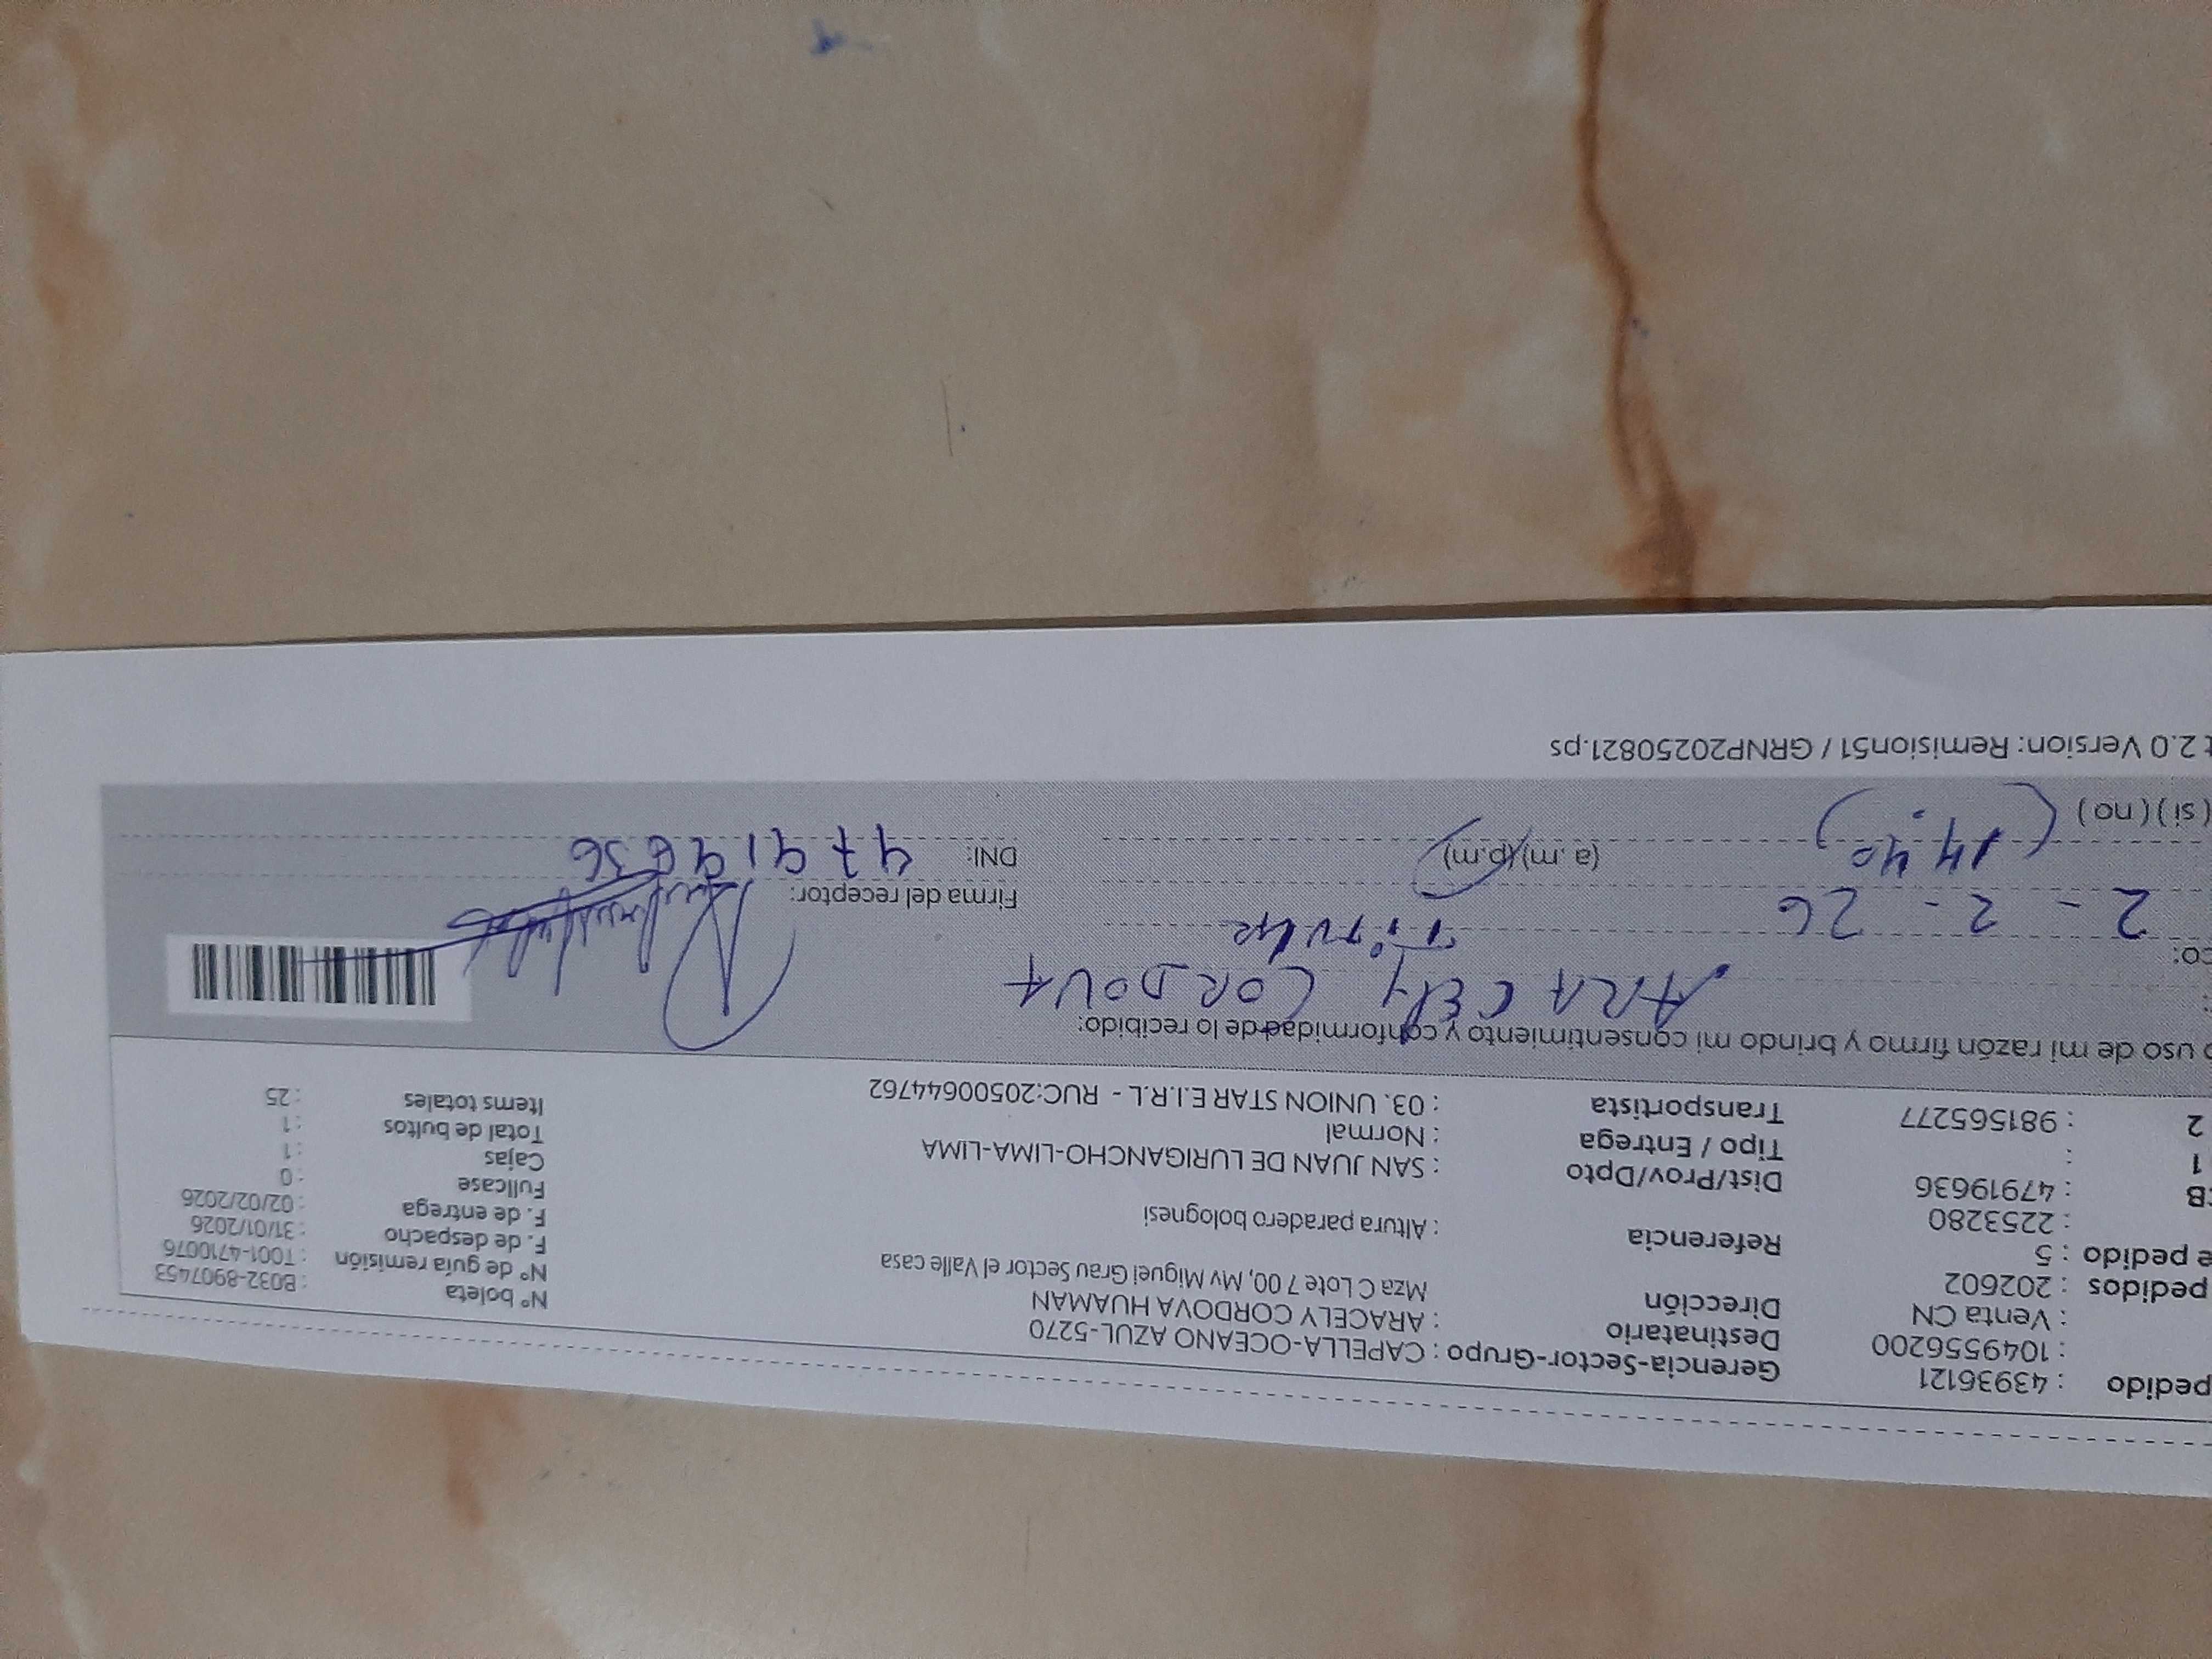 pedido : 43936121 Gerencia-Sector-Grupo : CAPELLA-OCEANO AZUL-5270
: 1049556200 Destinatario : ARACELY CORDOVA HUAMAN Nº boleta : B032-8907453
: Venta CN Dirección Mza C Lote 7 00, Mv Miguel Grau Sector el Valle casa Nº de guía remisión : T001-4710076
pedidos : 202602 F. de despacho : 31/01/2026
e pedido : 5 Referencia : Altura paradero bolognesi F. de entrega : 02/02/2026
: 2253280 Fullcase : 0
: 47919636 Dist/Prov/Dpto : SAN JUAN DE LURIGANCHO-LIMA-LIMA Cajas : 1
1 : Tipo / Entrega : Normal Total de bultos : 1
2 : 981565277 Transportista : 03. UNION STAR E.I.R.L - RUC:20500644762 Items totales : 25
uso de mi razón firmo y brindo mi consentimiento y conformidad de lo recibido:
ARACELY CORDOVA
co: Titular
2 - 2 - 26 Firma del receptor:
14:40 (a.m)(p.m) DNI: 47919636
(si) (no)
t 2.0 Version: Remision51 / GRNP20250821.ps